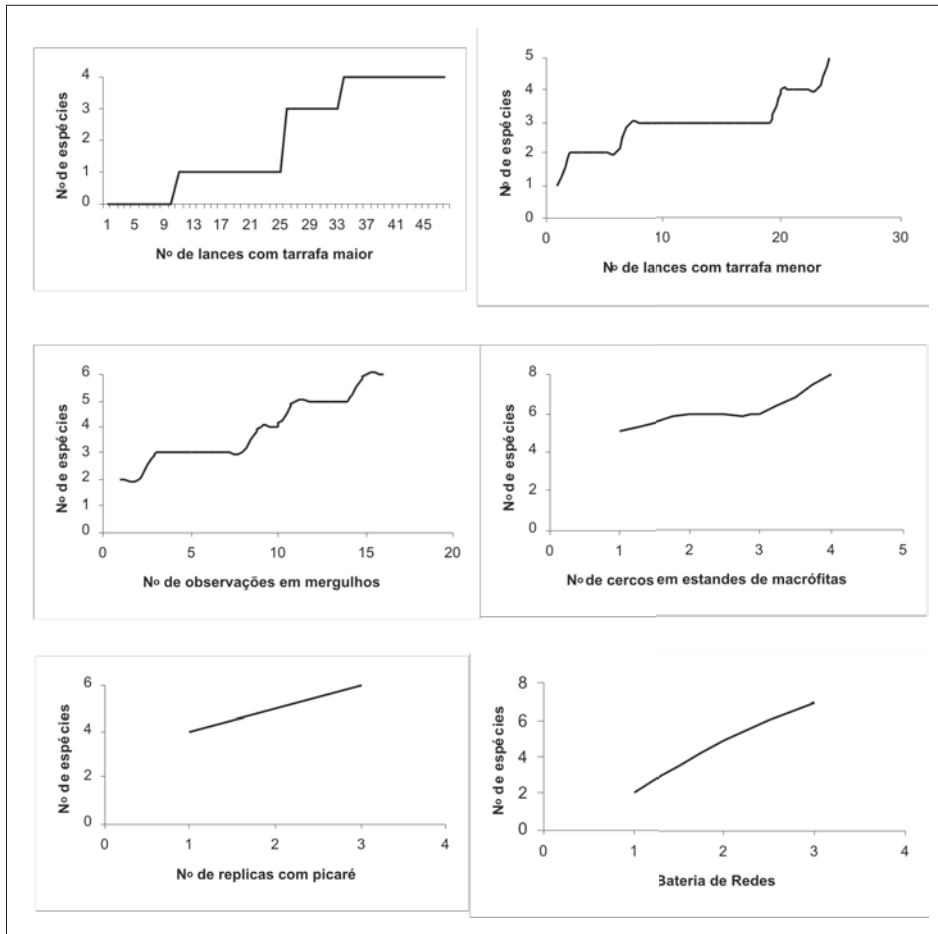 Nº de espécies
4
3
2
1
0
1 5 9 13 17 21 25 29 33 37 41 45
Nº de lances com tarrafa maior
Nº de espécies
5
4
3
2
1
0
0 10 20 30
Nº de lances com tarrafa menor
Nº de espécies
6
5
4
3
2
1
0
0 5 10 15 20
Nº de observações em mergulhos
Nº de espécies
8
6
4
2
0
0 1 2 3 4 5
Nº de cercos em estandes de macrófitas
Nº de espécies
6
4
2
0
0 1 2 3 4
Nº de replicas com picaré
Nº de espécies
8
6
4
2
0
0 1 2 3 4
Bateria de Redes